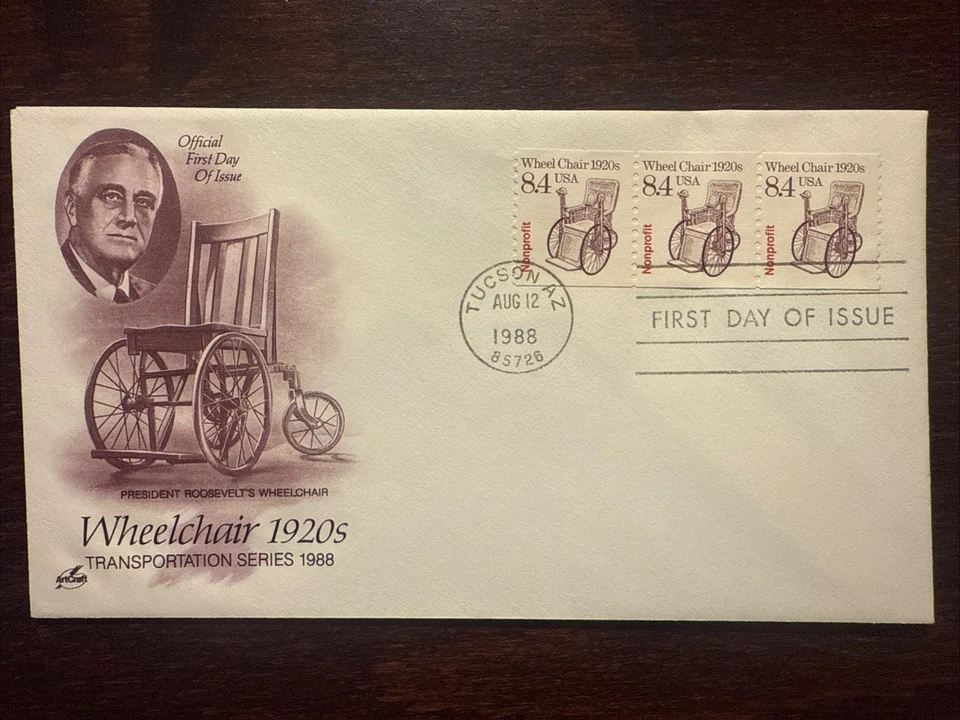 Official
First Day
Of Issue
PRESIDENT ROOSEVELT'S WHEELCHAIR
Wheelchair 1920s
TRANSPORTATION SERIES 1988
ArtCraft
Wheel Chair 1920s
8.4 USA
Nonprofit
Wheel Chair 1920s
8.4 USA
Nonprofit
Wheel Chair 1920s
8.4 USA
Nonprofit
TUCSON AZ
AUG 12
1988
85726
FIRST DAY OF ISSUE